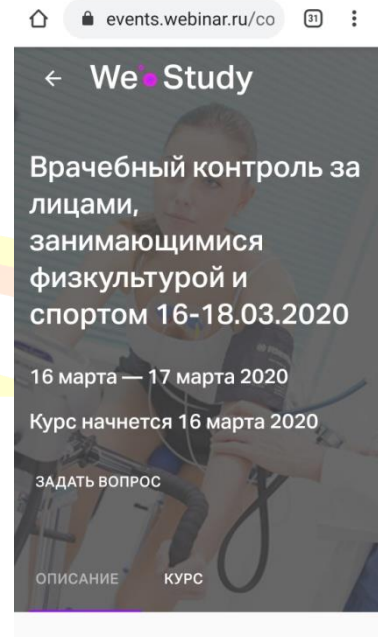 events.webinar.ru/co
31
We Study
Врачебный контроль за
лицами,
занимающимися
физкультурой и
спортом 16-18.03.2020
16 марта — 17 марта 2020
Курс начнется 16 марта 2020
ЗАДАТЬ ВОПРОС
ОПИСАНИЕ КУРС